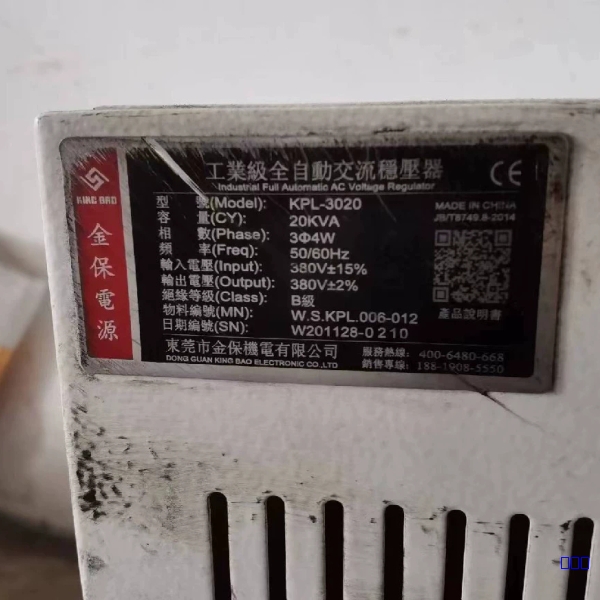 工業級全自動交流穩壓器
Industrial Full Automatic AC Voltage Regulator
CE
KING BAO
金保電源
型號(Model): KPL-3020
容量(CY): 20KVA
相數(Phase): 3Φ4W
頻率(Freq): 50/60Hz
輸入電壓(Input): 380V±15%
輸出電壓(Output): 380V±2%
絕緣等級(Class): B級
物料編號(MN): W.S.KPL.006-012
日期編號(SN): W201128-0210
MADE IN CHINA
JB/T8749.8-2014
產品說明書
東莞市金保機電有限公司
DONG GUAN KING BAO ELECTRONIC CO.,LTD
服務熱線: 400-6480-668
銷售專線: 188-1908-5550